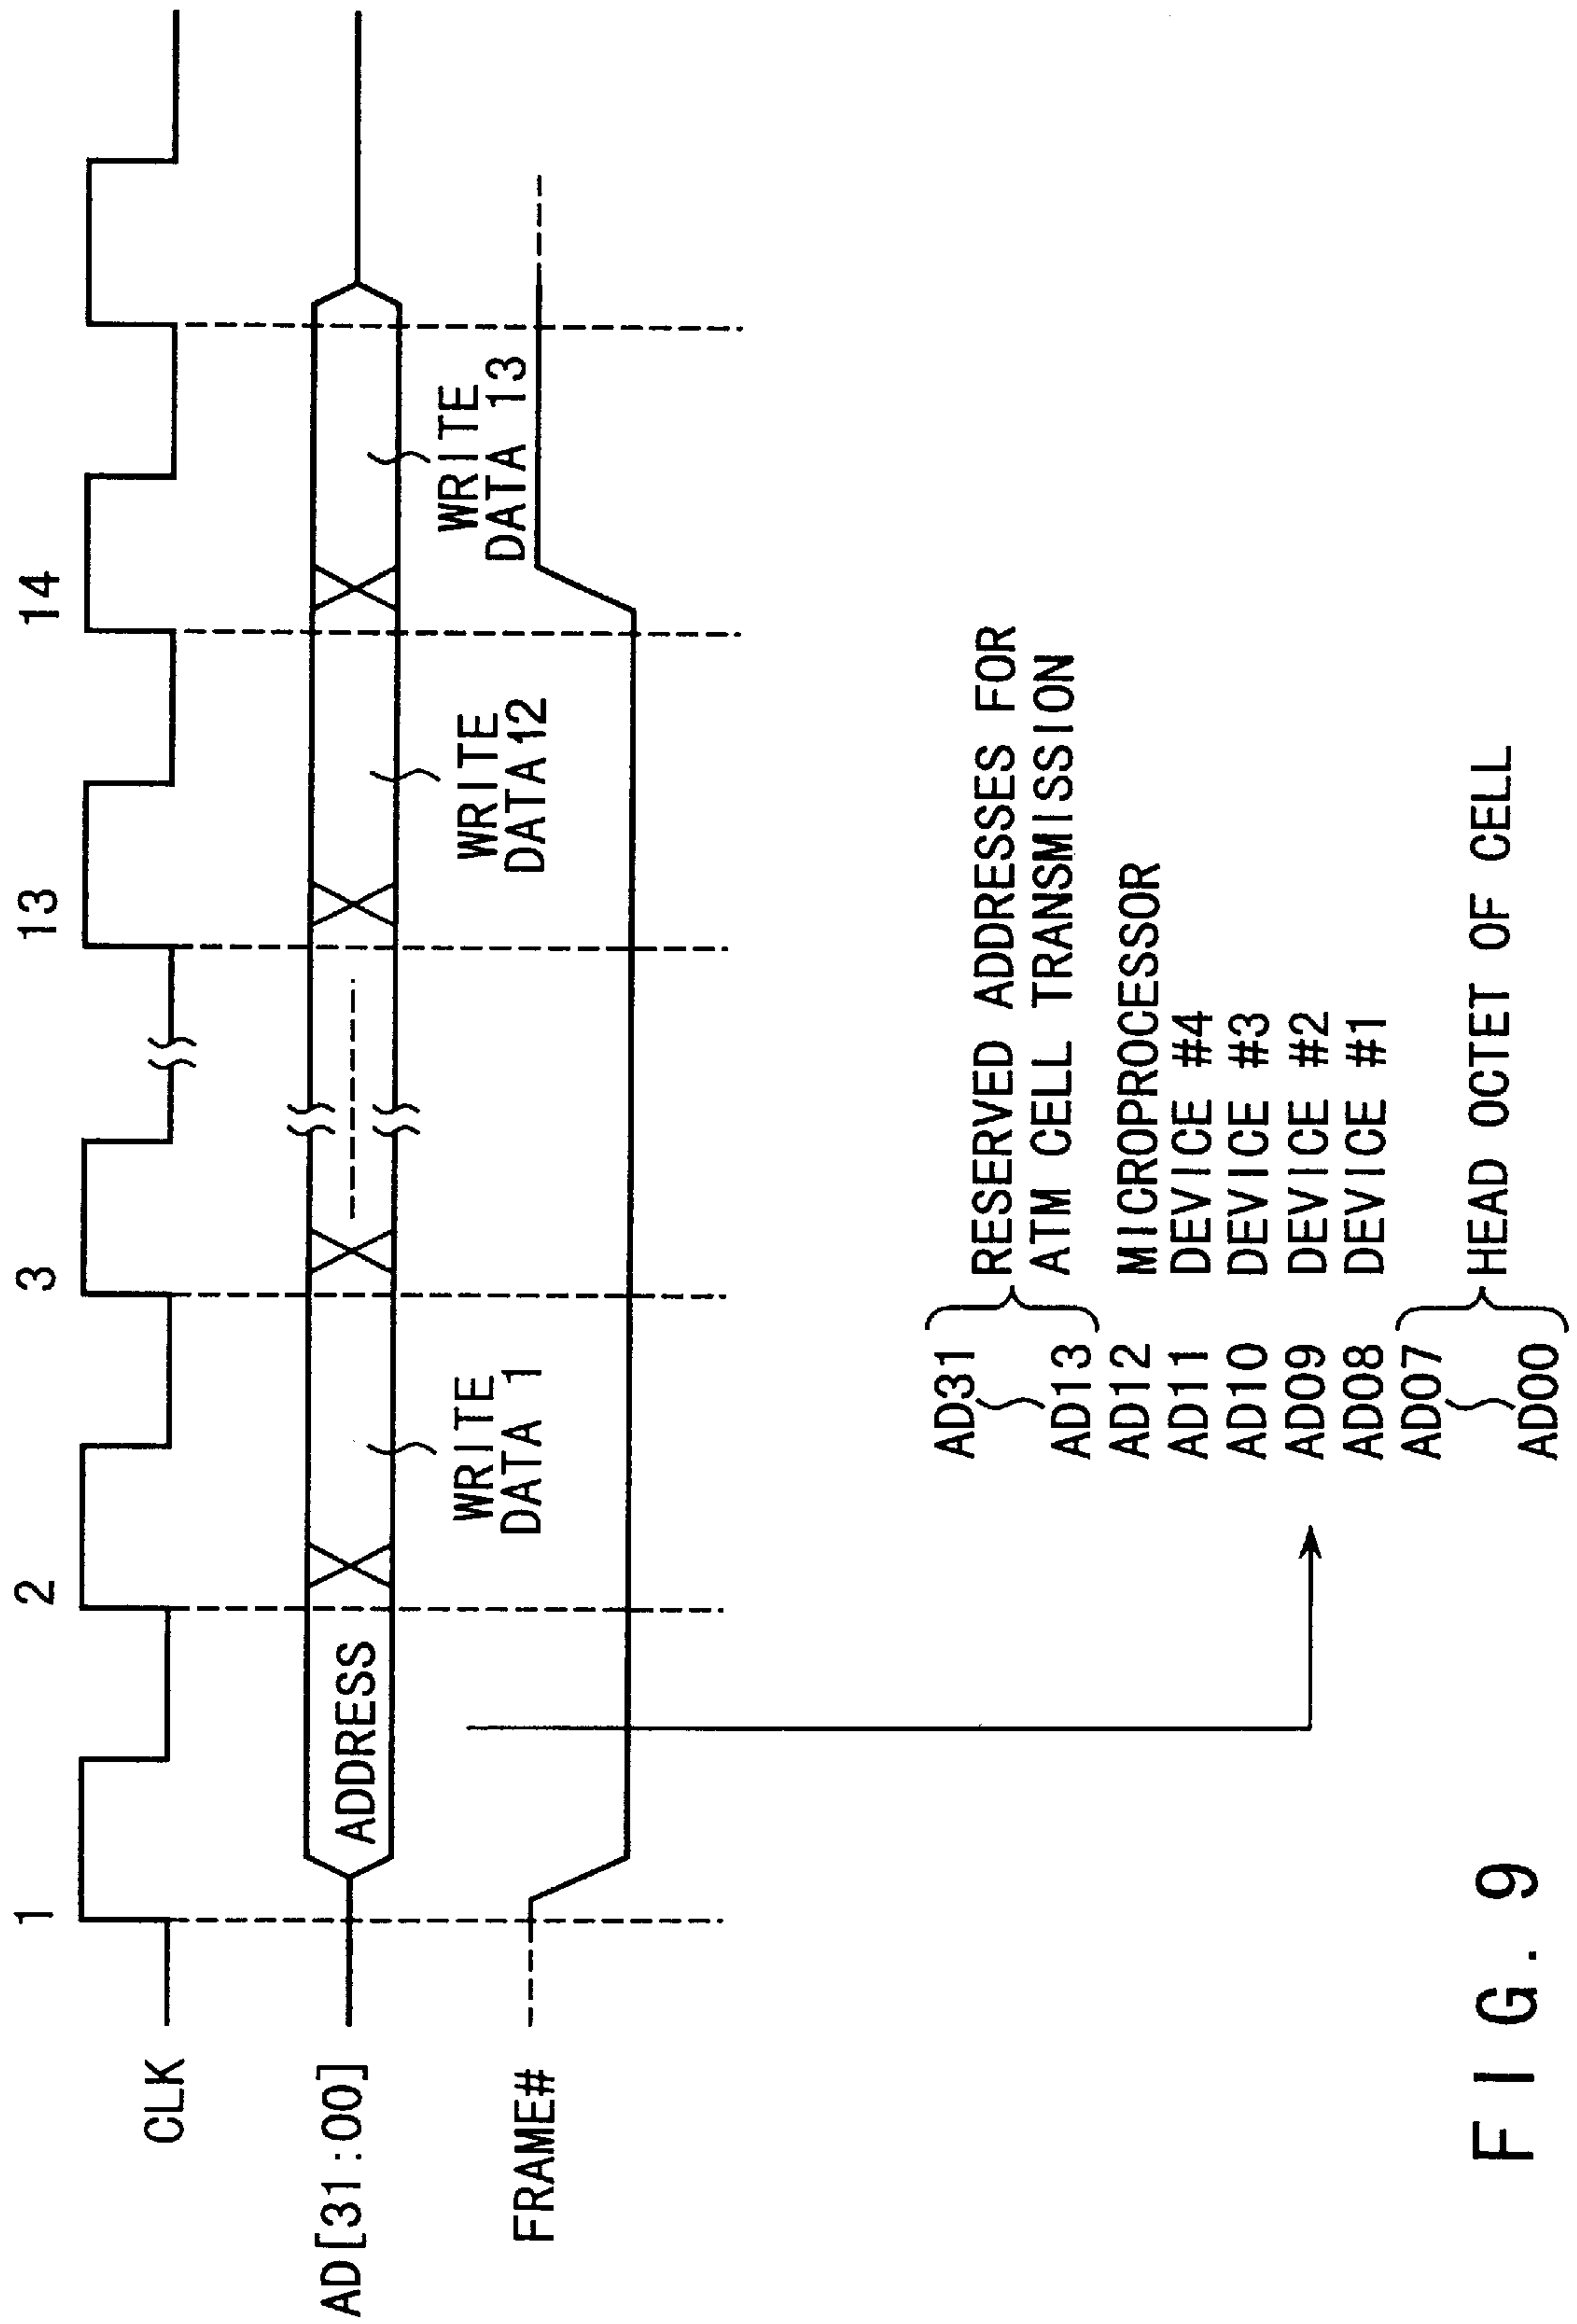 1 2 3 13 14
CLK
AD[31:00]
ADDRESS
WRITE
DATA 1
WRITE
DATA12
WRITE
DATA 13
FRAME#
AD31
AD13
RESERVED ADDRESSES FOR
ATM CELL TRANSMISSION
AD12 MICROPROCESSOR
AD11 DEVICE #4
AD10 DEVICE #3
AD09 DEVICE #2
AD08 DEVICE #1
AD07
AD00
HEAD OCTET OF CELL
FIG. 9